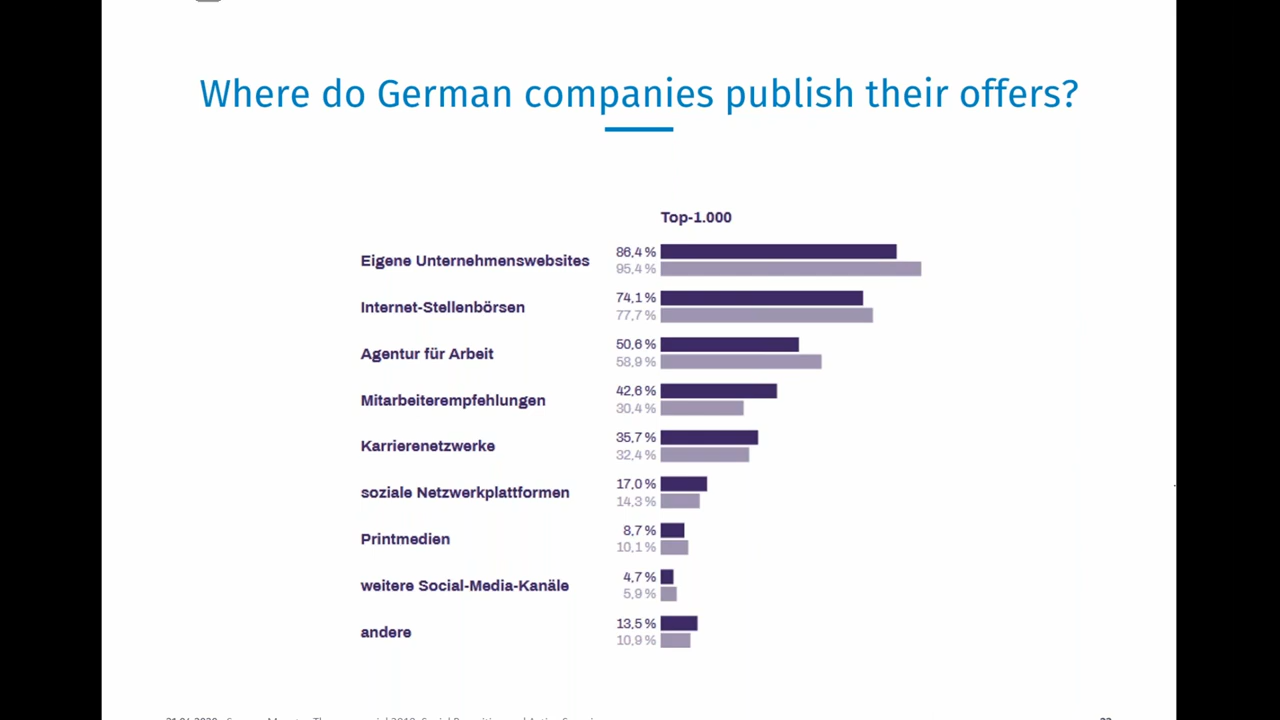 Where do German companies publish their offers?
Top-1.000
Eigene Unternehmenswebsites 86,4 %
95,4 %
Internet-Stellenbörsen 74,1 %
77,7 %
Agentur für Arbeit 50,6 %
58,9 %
Mitarbeiterempfehlungen 42,6 %
30,4 %
Karrierenetzwerke 35,7 %
32,4 %
soziale Netzwerkplattformen 17,0 %
14,3 %
Printmedien 8,7 %
10,1 %
weitere Social-Media-Kanäle 4,7 %
5,9 %
andere 13,5 %
10,9 %